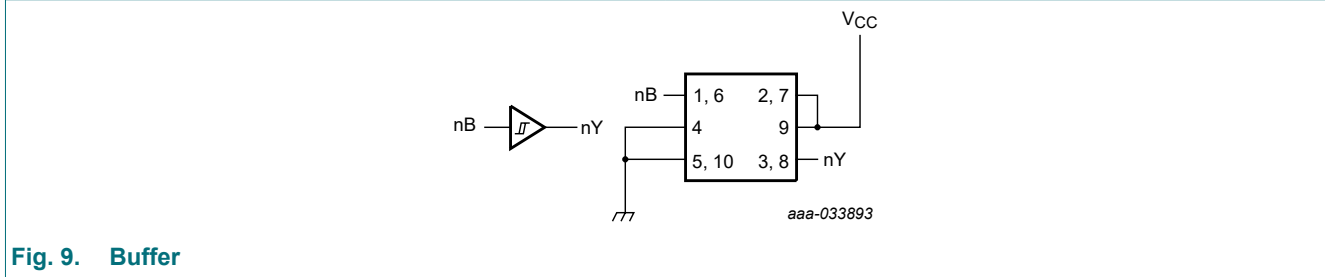 VCC
nB
nY
nB
1, 6
2, 7
4
9
5, 10
3, 8
nY
aaa-033893
Fig. 9. Buffer